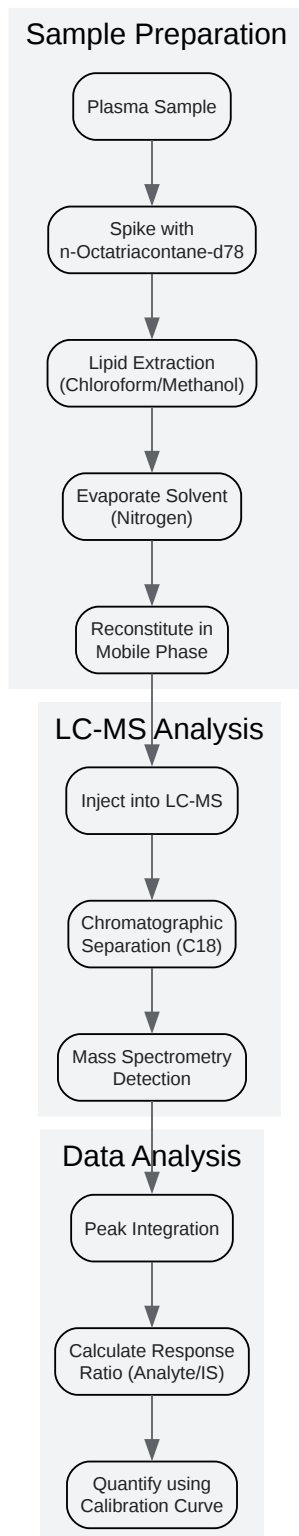 Sample Preparation
Plasma Sample
Spike with
n-Octatriacontane-d78
Lipid Extraction
(Chloroform/Methanol)
Evaporate Solvent
(Nitrogen)
Reconstitute in
Mobile Phase
LC-MS Analysis
Inject into LC-MS
Chromatographic
Separation (C18)
Mass Spectrometry
Detection
Data Analysis
Peak Integration
Calculate Response
Ratio (Analyte/IS)
Quantify using
Calibration Curve